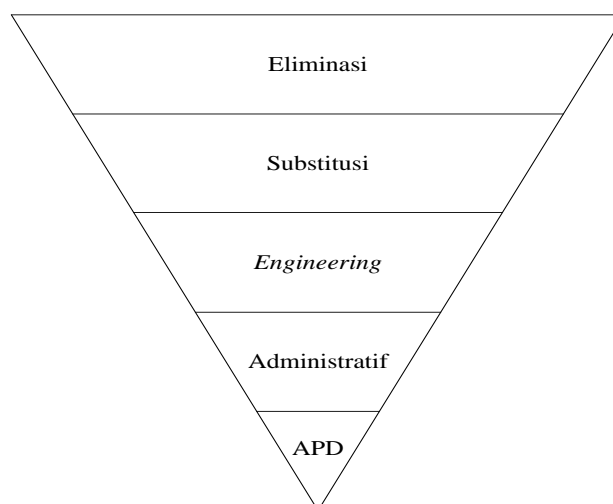 Eliminasi
Substitusi
Engineering
Administratif
APD